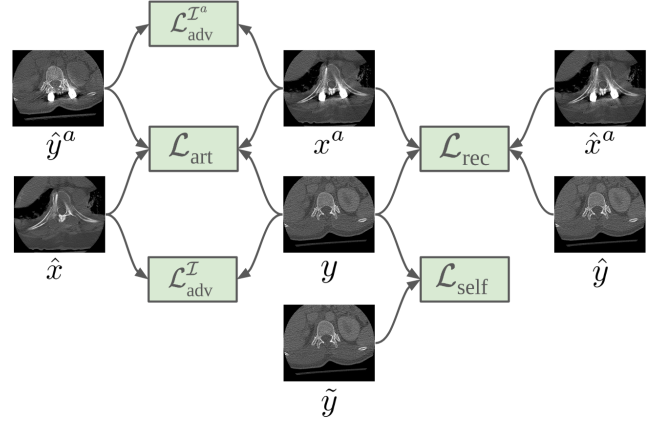 ℒ_adv^{ℐ^a}
ŷ^a
ℒ_art
x^a
ℒ_rec
x̂^a
x̂
ℒ_adv^ℐ
y
ℒ_self
ŷ
ỹ